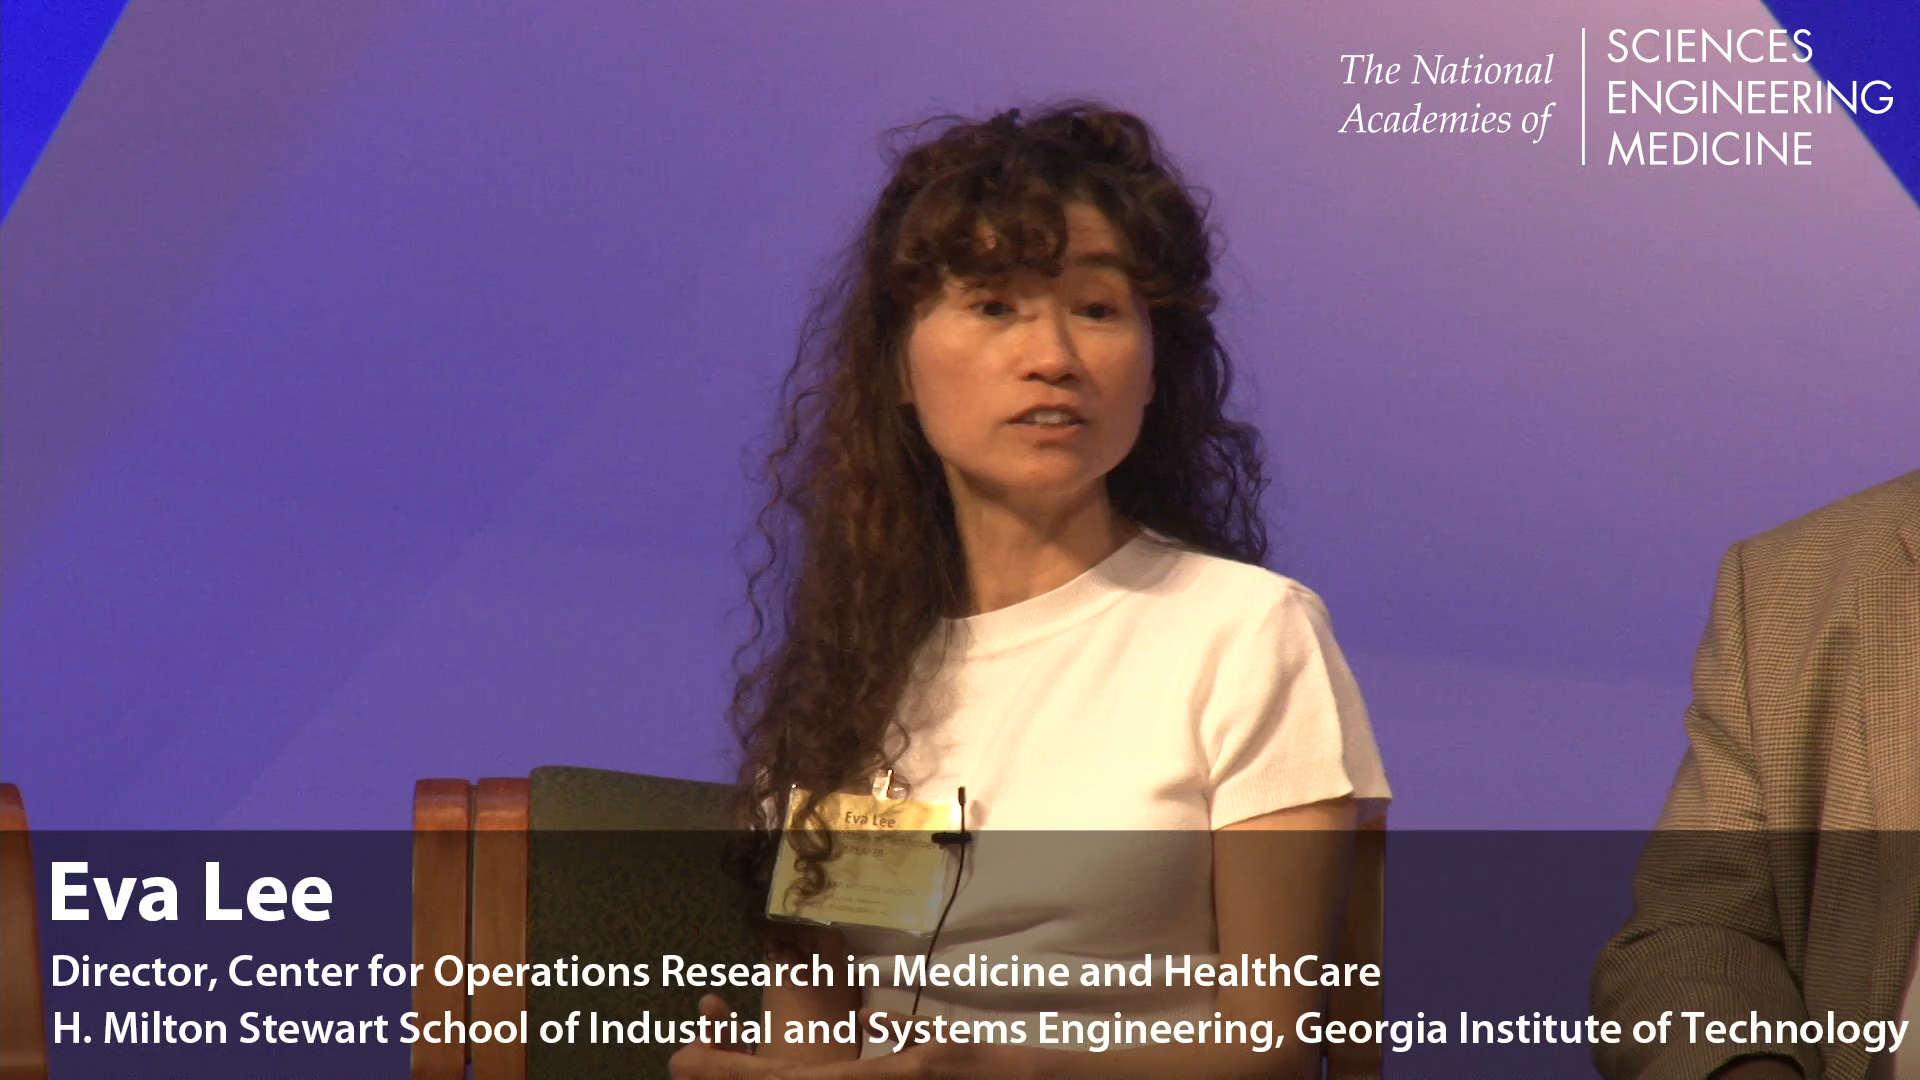 The National
Academies of
SCIENCES
ENGINEERING
MEDICINE
Eva Lee
Eva Lee
Director, Center for Operations Research in Medicine and HealthCare
H. Milton Stewart School of Industrial and Systems Engineering, Georgia Institute of Technology